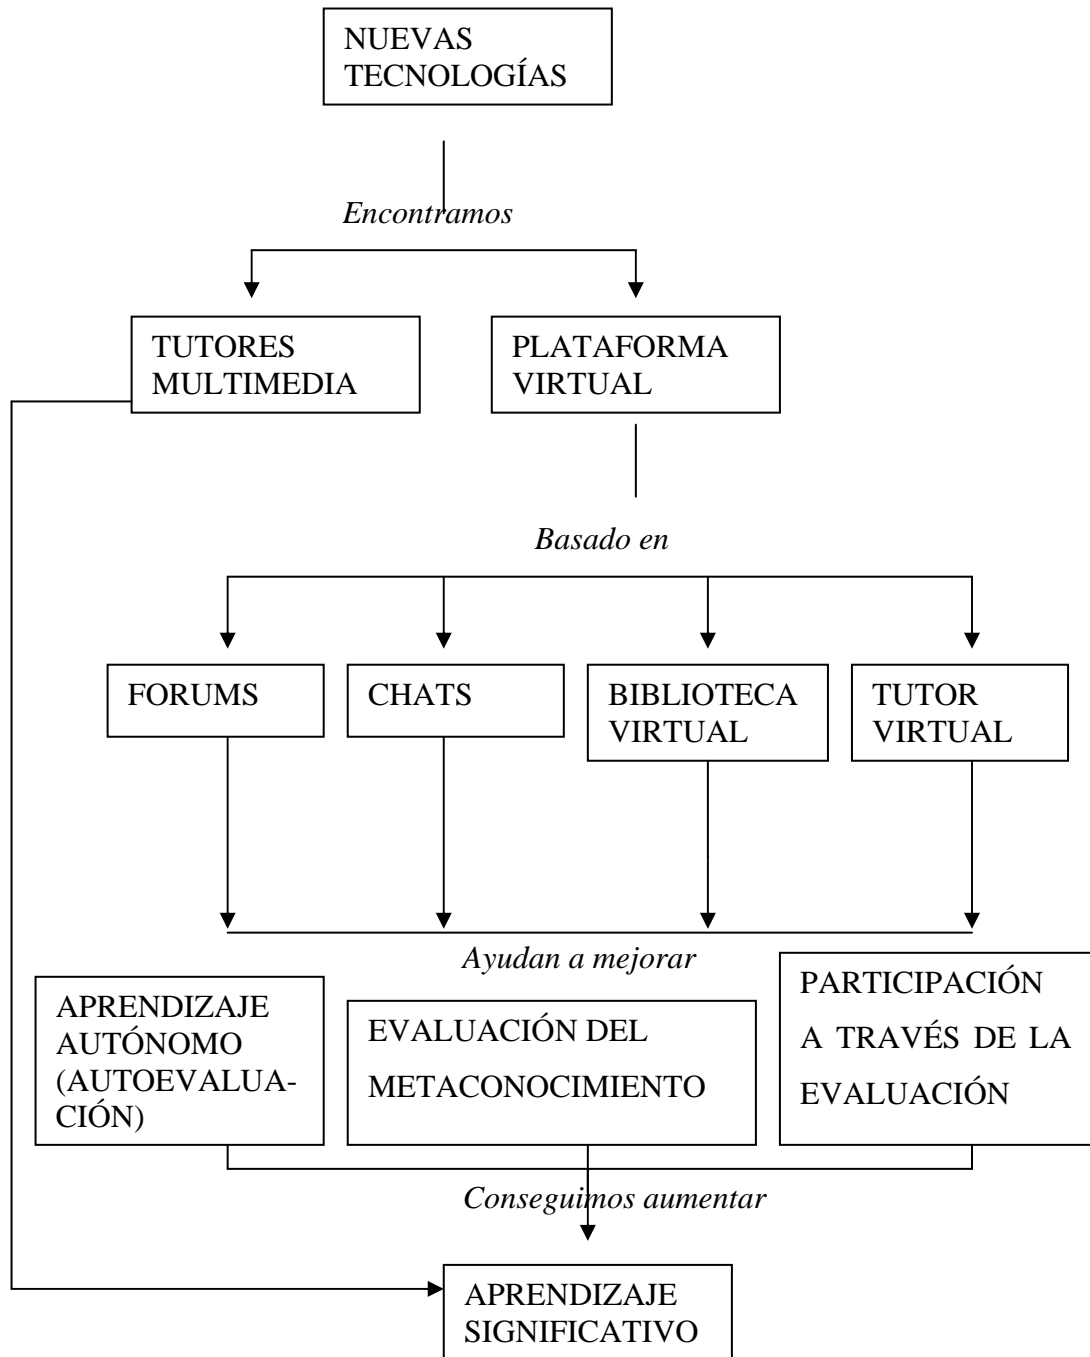 NUEVAS
TECNOLOGÍAS
Encontramos
TUTORES
MULTIMEDIA
PLATAFORMA
VIRTUAL
Basado en
FORUMS
CHATS
BIBLIOTECA
VIRTUAL
TUTOR
VIRTUAL
Ayudan a mejorar
APRENDIZAJE
AUTÓNOMO
(AUTOEVALUA-
CIÓN)
EVALUACIÓN DEL
METACONOCIMIENTO
PARTICIPACIÓN
A TRAVÉS DE LA
EVALUACIÓN
Conseguimos aumentar
APRENDIZAJE
SIGNIFICATIVO